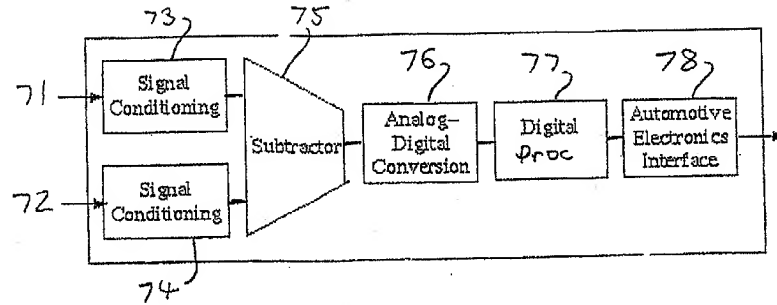 73
75
71
Signal
Conditioning
76
77
78
Subtractor
Analog-
Digital
Conversion
Digital
Proc
Automotive
Electronics
Interface
72
Signal
Conditioning
74